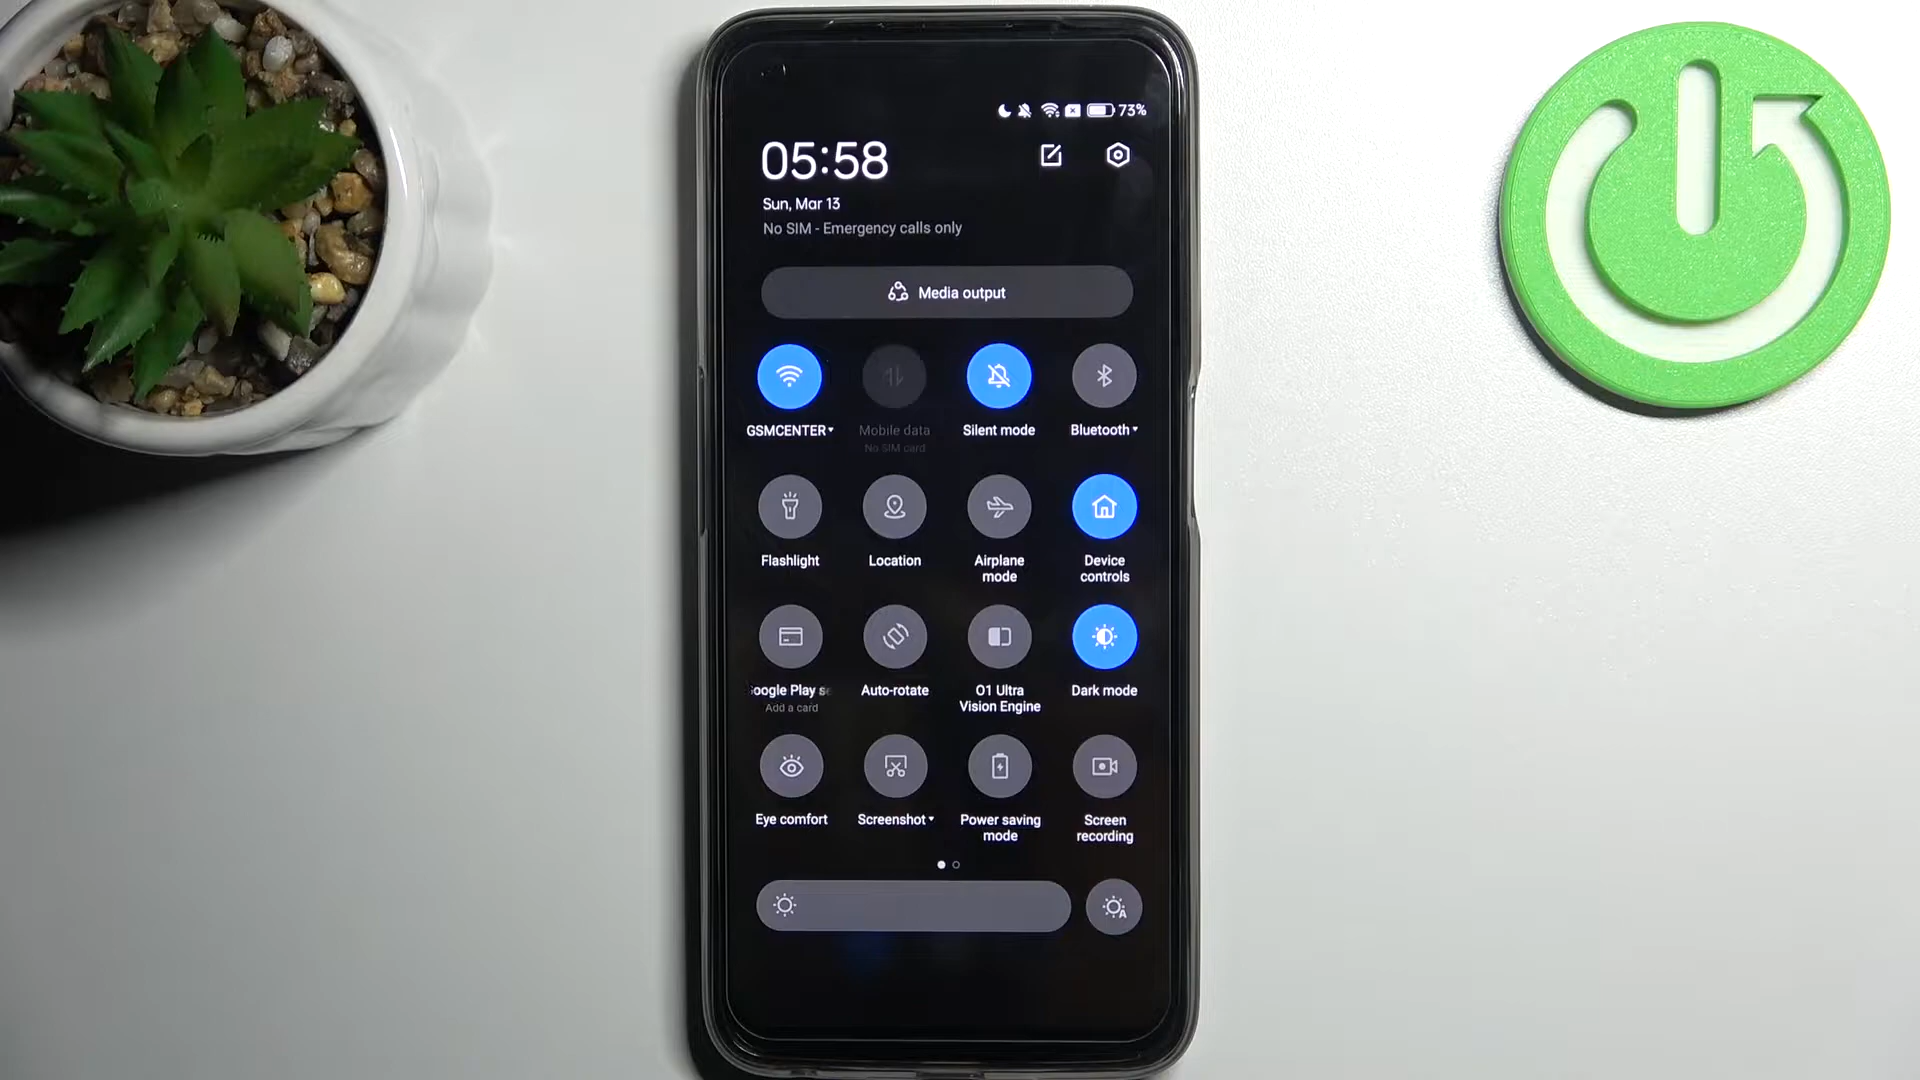 73%
05:58
Sun, Mar 13
No SIM - Emergency calls only
Media output
GSMCENTER
Mobile data
No SIM card
Silent mode
Bluetooth
Flashlight
Location
Airplane
mode
Device
controls
oogle Play se
Add a card
Auto-rotate
O1 Ultra
Vision Engine
Dark mode
Eye comfort
Screenshot
Power saving
mode
Screen
recording
A